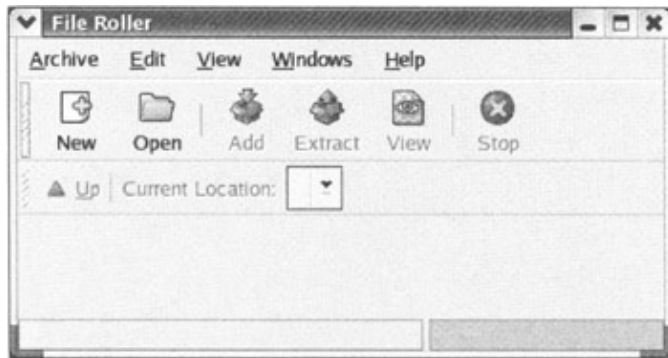 File Roller
Archive Edit View Windows Help
New Open Add Extract View Stop
Up Current Location: